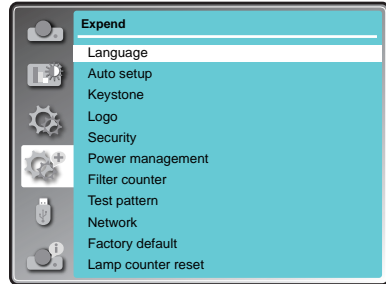 Expend
Language
Auto setup
Keystone
Logo
Security
Power management
Filter counter
Test pattern
Network
Factory default
Lamp counter reset